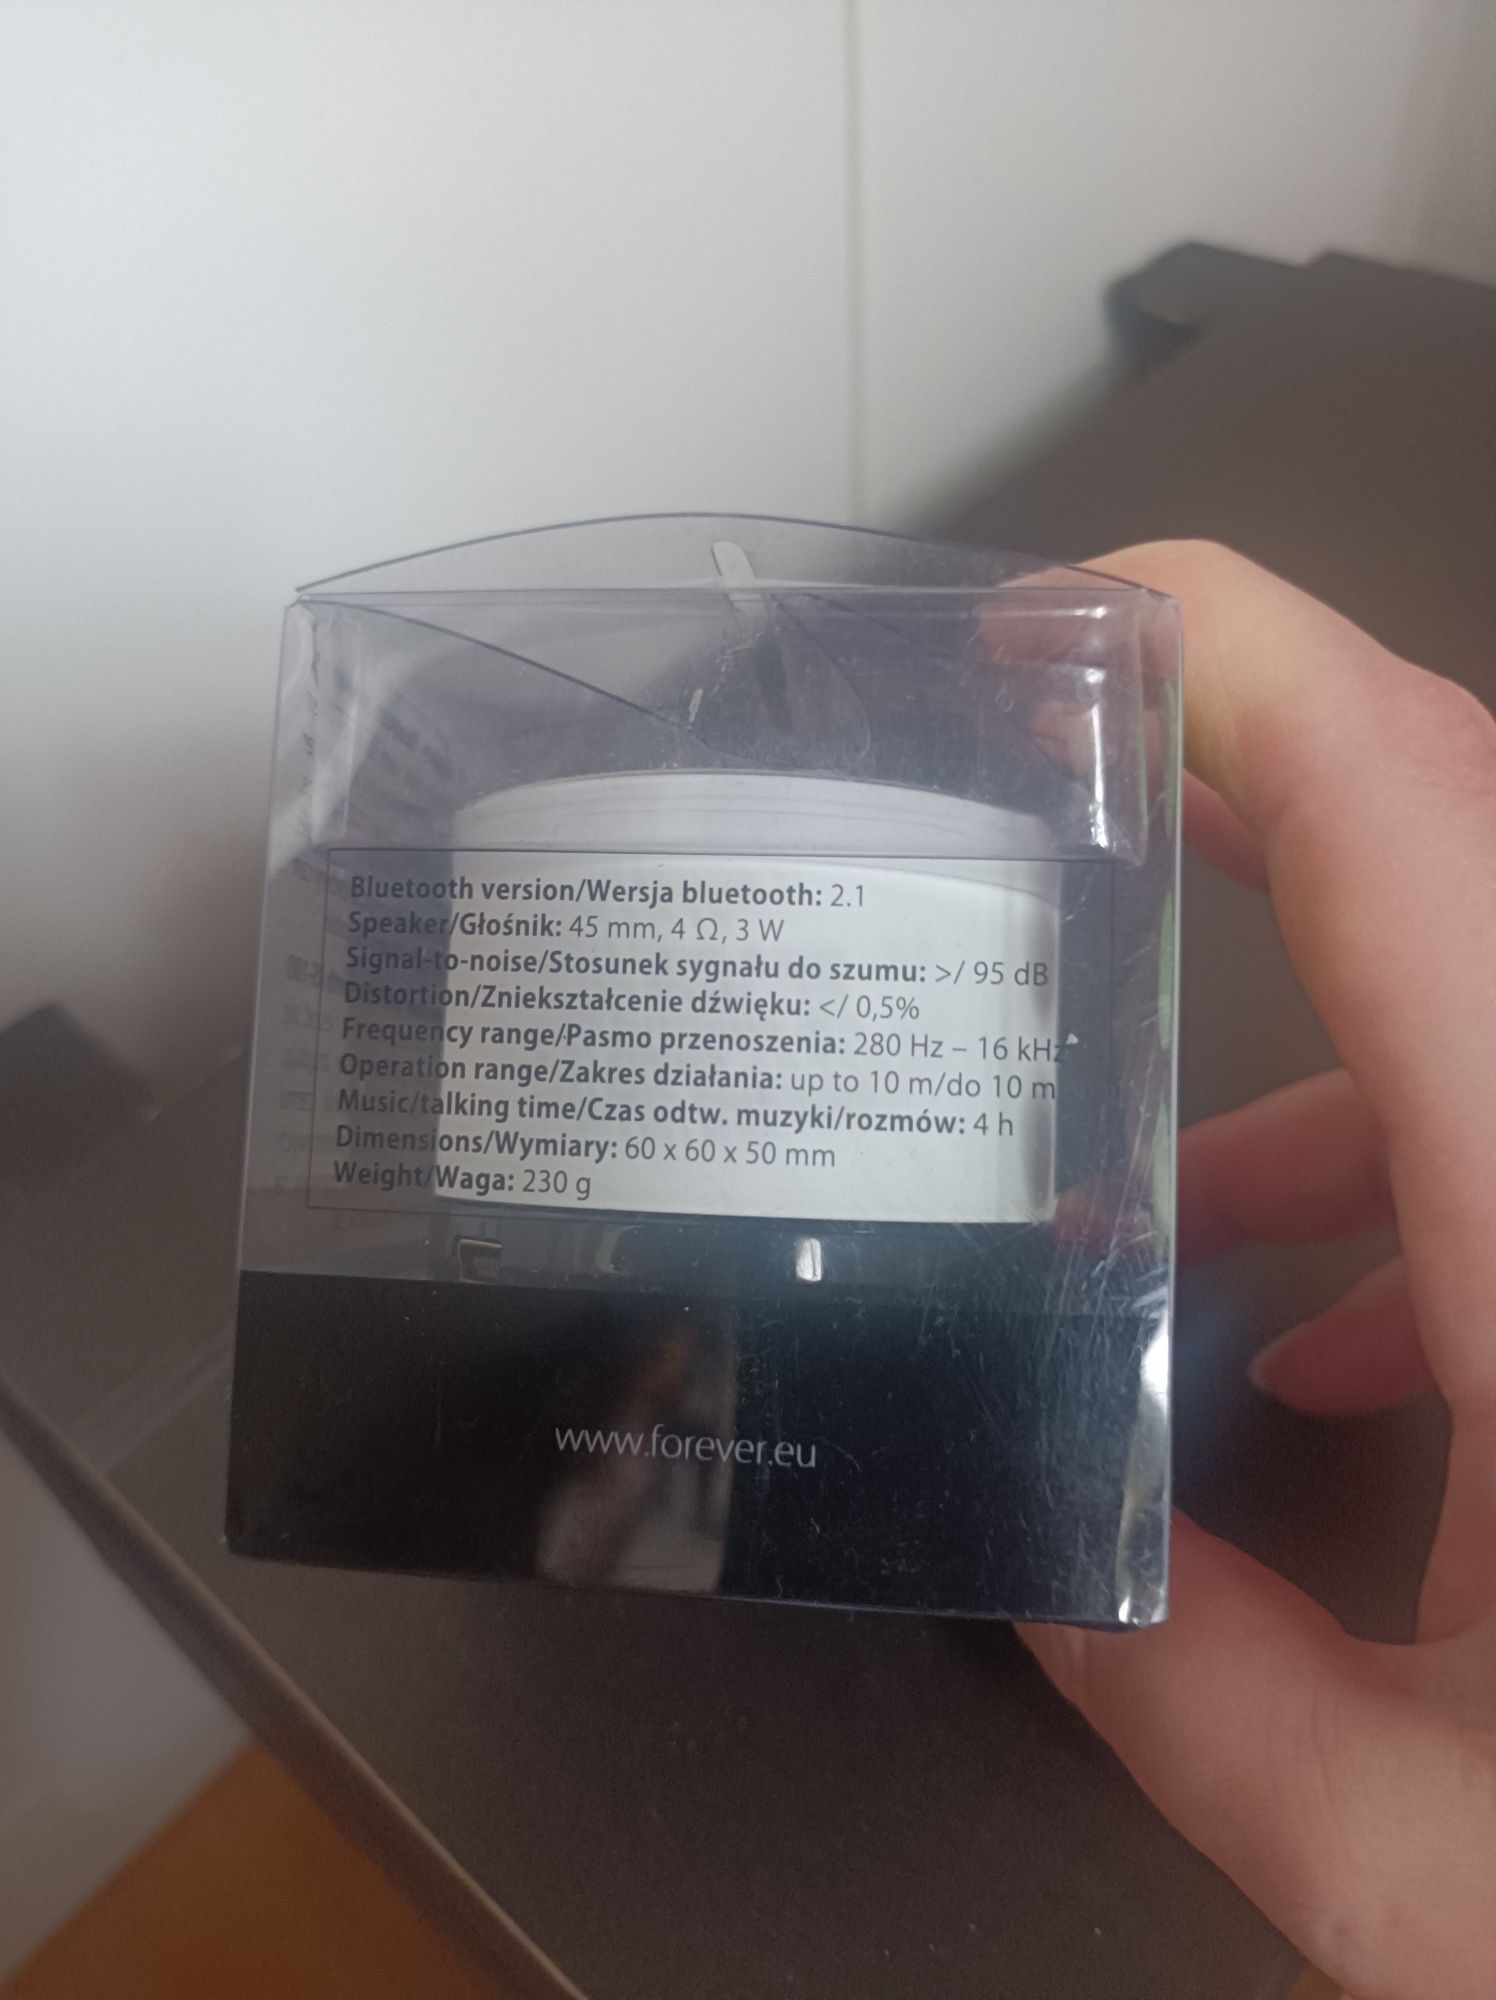 Bluetooth version/Wersja bluetooth: 2.1
Speaker/Głośnik: 45 mm, 4 Ω, 3 W
Signal-to-noise/Stosunek sygnału do szumu: >/ 95 dB
Distortion/Zniekształcenie dźwięku: </ 0,5%
Frequency range/Pasmo przenoszenia: 280 Hz – 16 kHz
Operation range/Zakres działania: up to 10 m/do 10 m
Music/talking time/Czas odtw. muzyki/rozmów: 4 h
Dimensions/Wymiary: 60 x 60 x 50 mm
Weight/Waga: 230 g
www.forever.eu